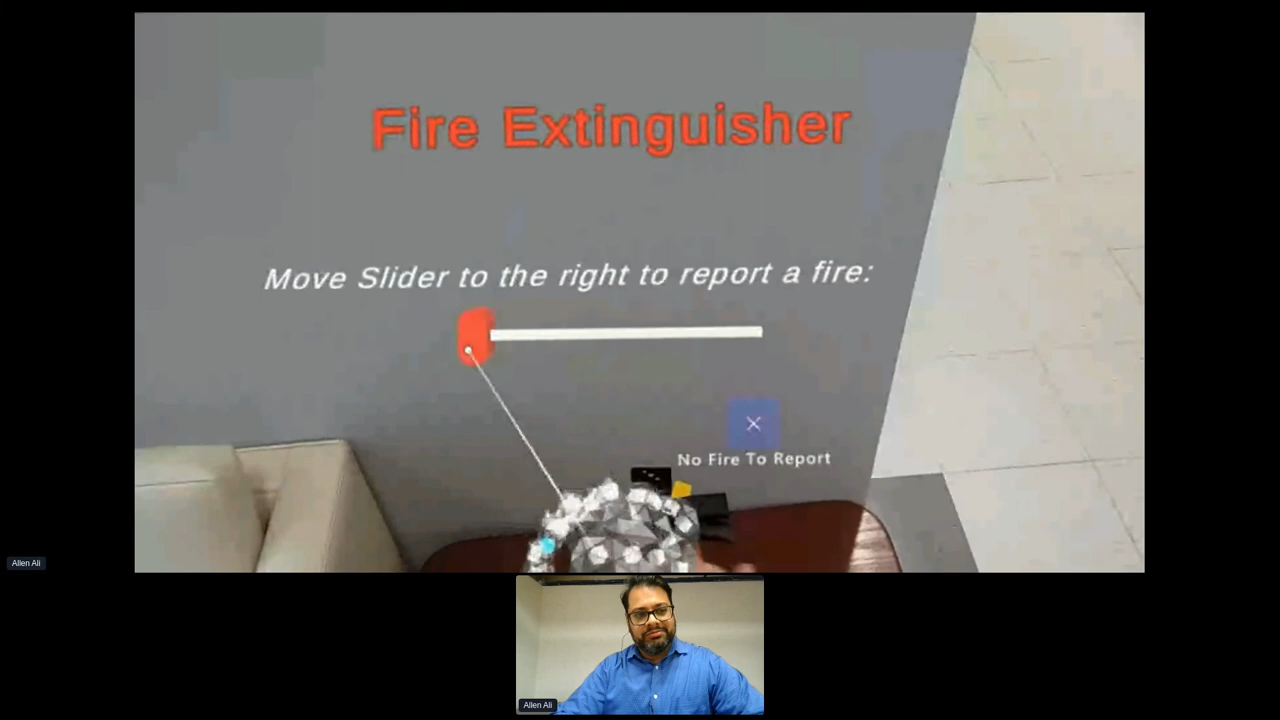 Fire Extinguisher
Move Slider to the right to report a fire:
No Fire To Report
Allen Ali
Allen Ali